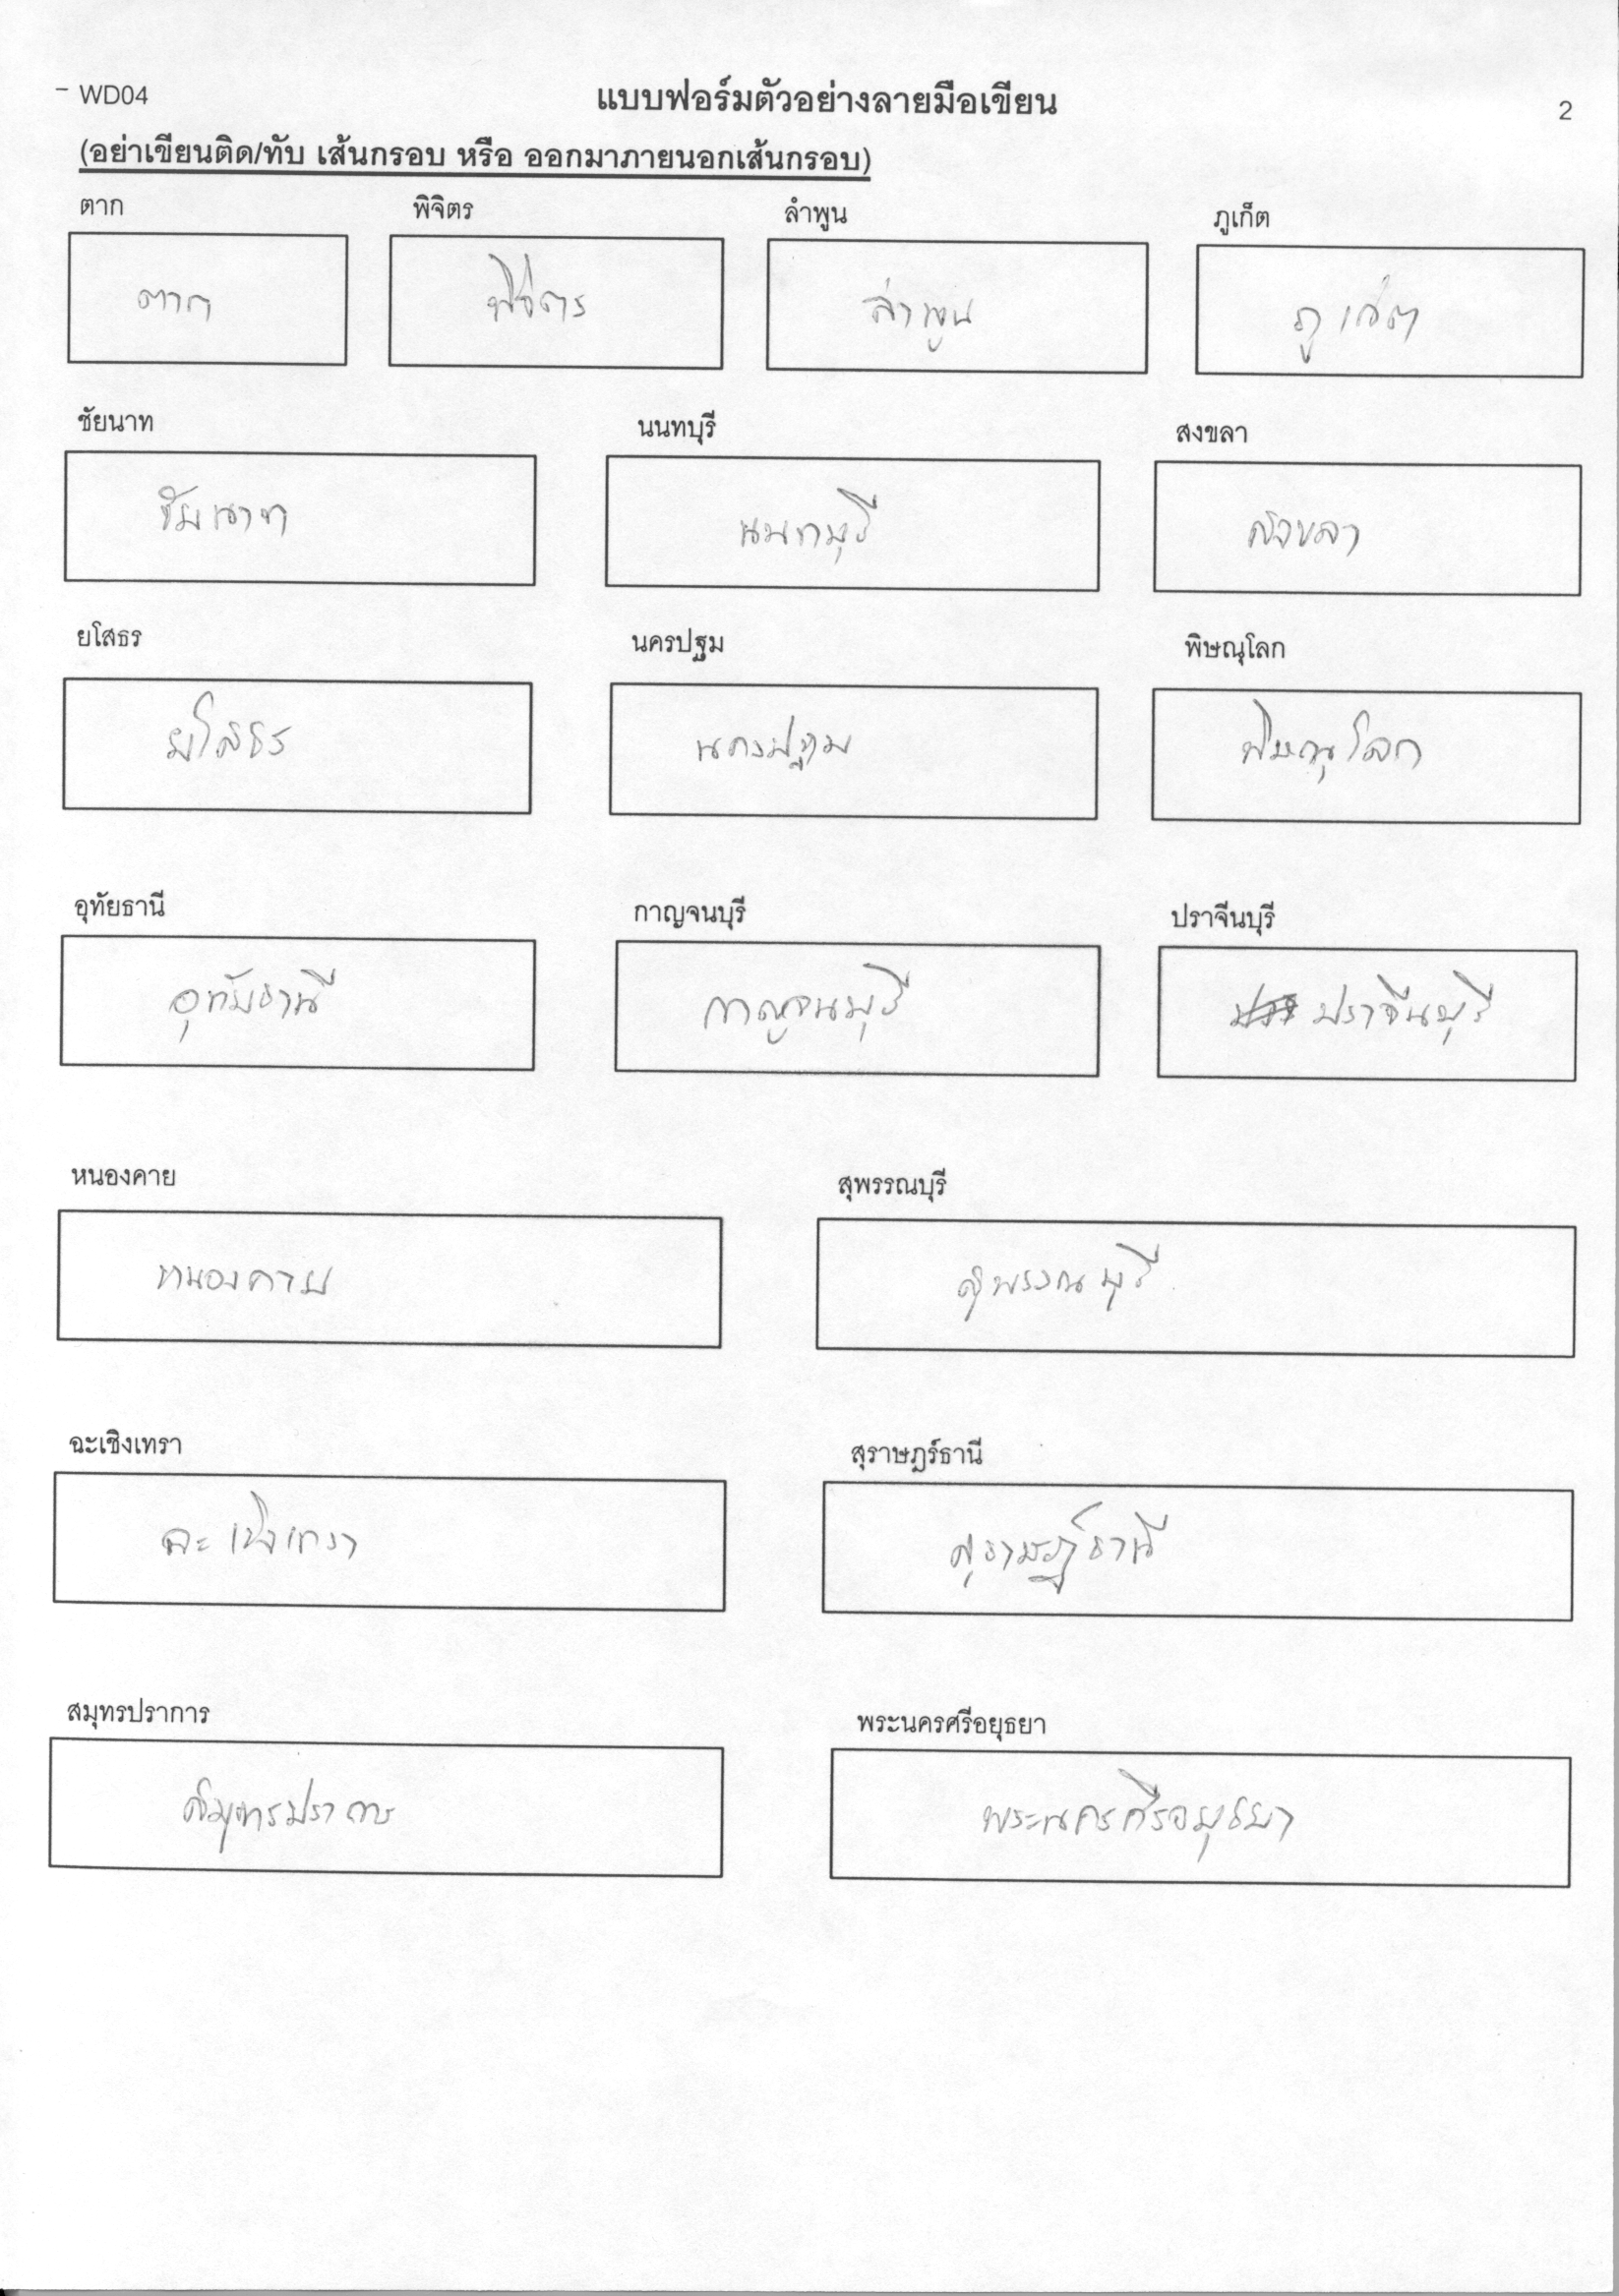 WD04 แบบฟอร์มตัวอย่างลายมือเขียน 2
(อย่าเขียนติด/ทับ เส้นกรอบ หรือ ออกมาภายนอกเส้นกรอบ)
ตาก พิจิตร ลำพูน ภูเก็ต
ตาก พิจิตร ลำพูน ภูเก็ต
ชัยนาท นนทบุรี สงขลา
ชัยนาท นนทบุรี สงขลา
ยโสธร นครปฐม พิษณุโลก
ยโสธร นครปฐม พิษณุโลก
อุทัยธานี กาญจนบุรี ปราจีนบุรี
อุทัยธานี กาญจนบุรี ปราจีนบุรี
หนองคาย สุพรรณบุรี
หนองคาย สุพรรณบุรี
ฉะเชิงเทรา สุราษฎร์ธานี
ฉะเชิงเทรา สุราษฎร์ธานี
สมุทรปราการ พระนครศรีอยุธยา
สมุทรปราการ พระนครศรีอยุธยา